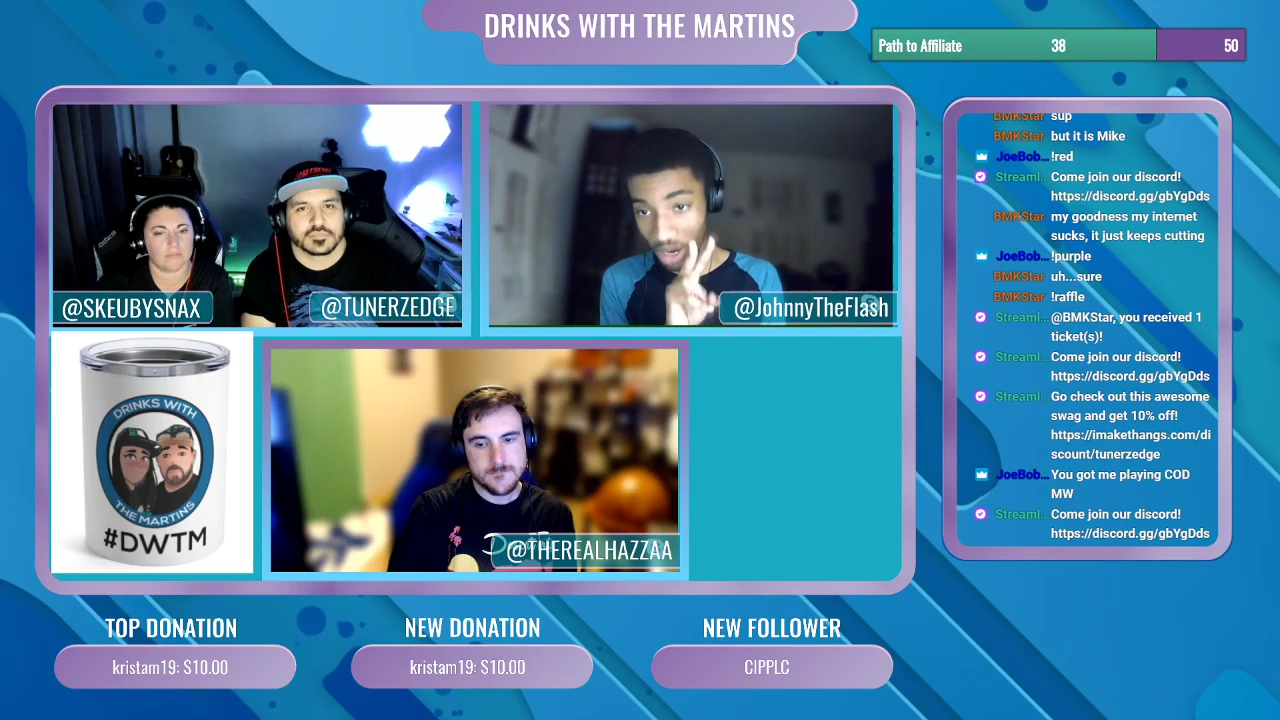 DRINKS WITH THE MARTINS
Path to Affiliate 38 50
@SKEUBYSNAX
@TUNERZEDGE
@JohnnyTheFlash
DRINKS WITH
THE MARTINS
#DWTM
@THEREALHAZZAA
BMKStar sup
BMKStar but it is Mike
JoeBob... !red
Streaml... Come join our discord!
https://discord.gg/gbYgDds
BMKStar my goodness my internet
sucks, it just keeps cutting
JoeBob... !purple
BMKStar uh...sure
BMKStar !raffle
Streaml... @BMKStar, you received 1
ticket(s)!
Streaml... Come join our discord!
https://discord.gg/gbYgDds
Streaml... Go check out this awesome
swag and get 10% off!
https://imakethangs.com/di
scount/tunerzedge
JoeBob... You got me playing COD
MW
Streaml... Come join our discord!
https://discord.gg/gbYgDds
TOP DONATION
kristam19: $10.00
NEW DONATION
kristam19: $10.00
NEW FOLLOWER
CIPPLC